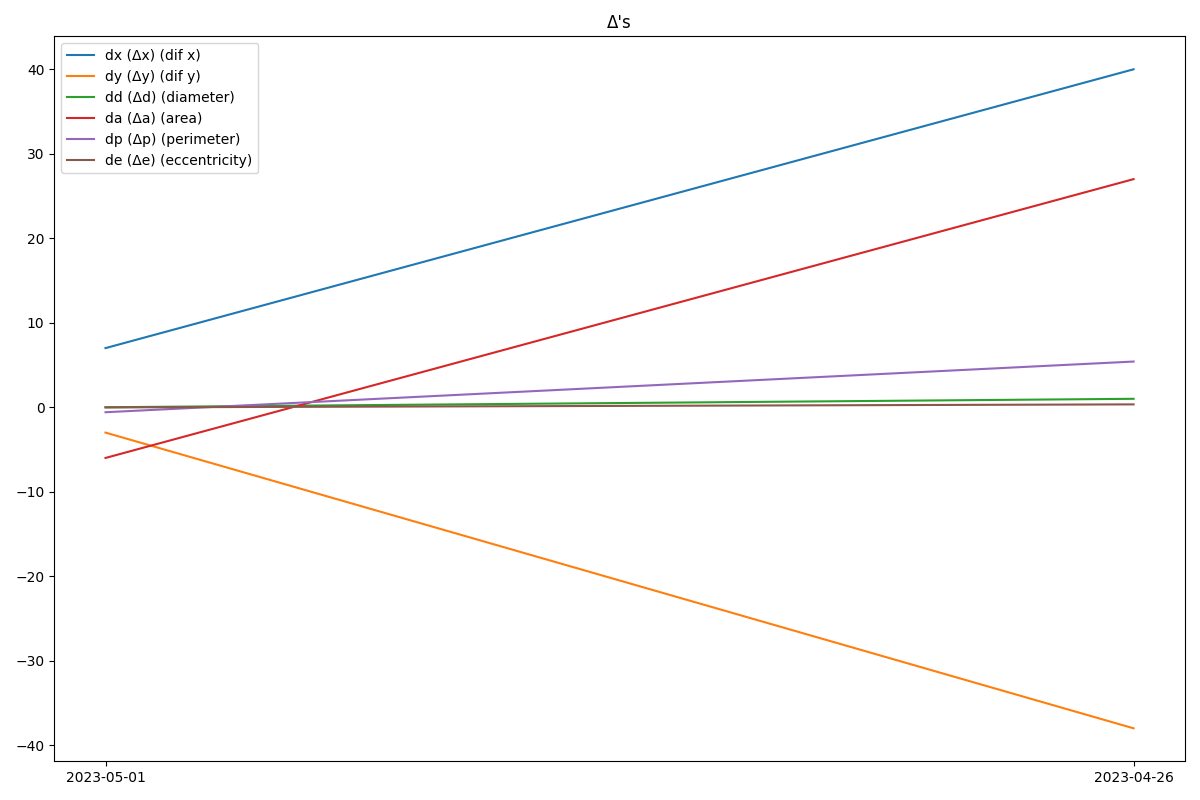 Δ's
dx (Δx) (dif x)
dy (Δy) (dif y)
dd (Δd) (diameter)
da (Δa) (area)
dp (Δp) (perimeter)
de (Δe) (eccentricity)
40
30
20
10
0
−10
−20
−30
−40
2023-05-01
2023-04-26